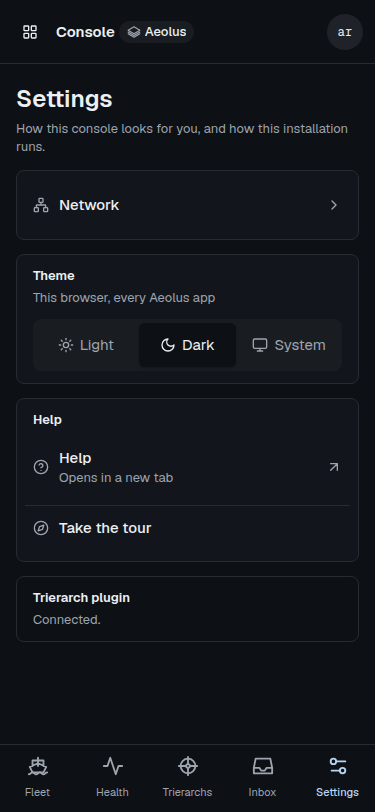 Console Aeolus ar
Settings
How this console looks for you, and how this installation
runs.
Network
Theme
This browser, every Aeolus app
Light Dark System
Help
Help
Opens in a new tab
Take the tour
Trierarch plugin
Connected.
Fleet Health Trierarchs Inbox Settings